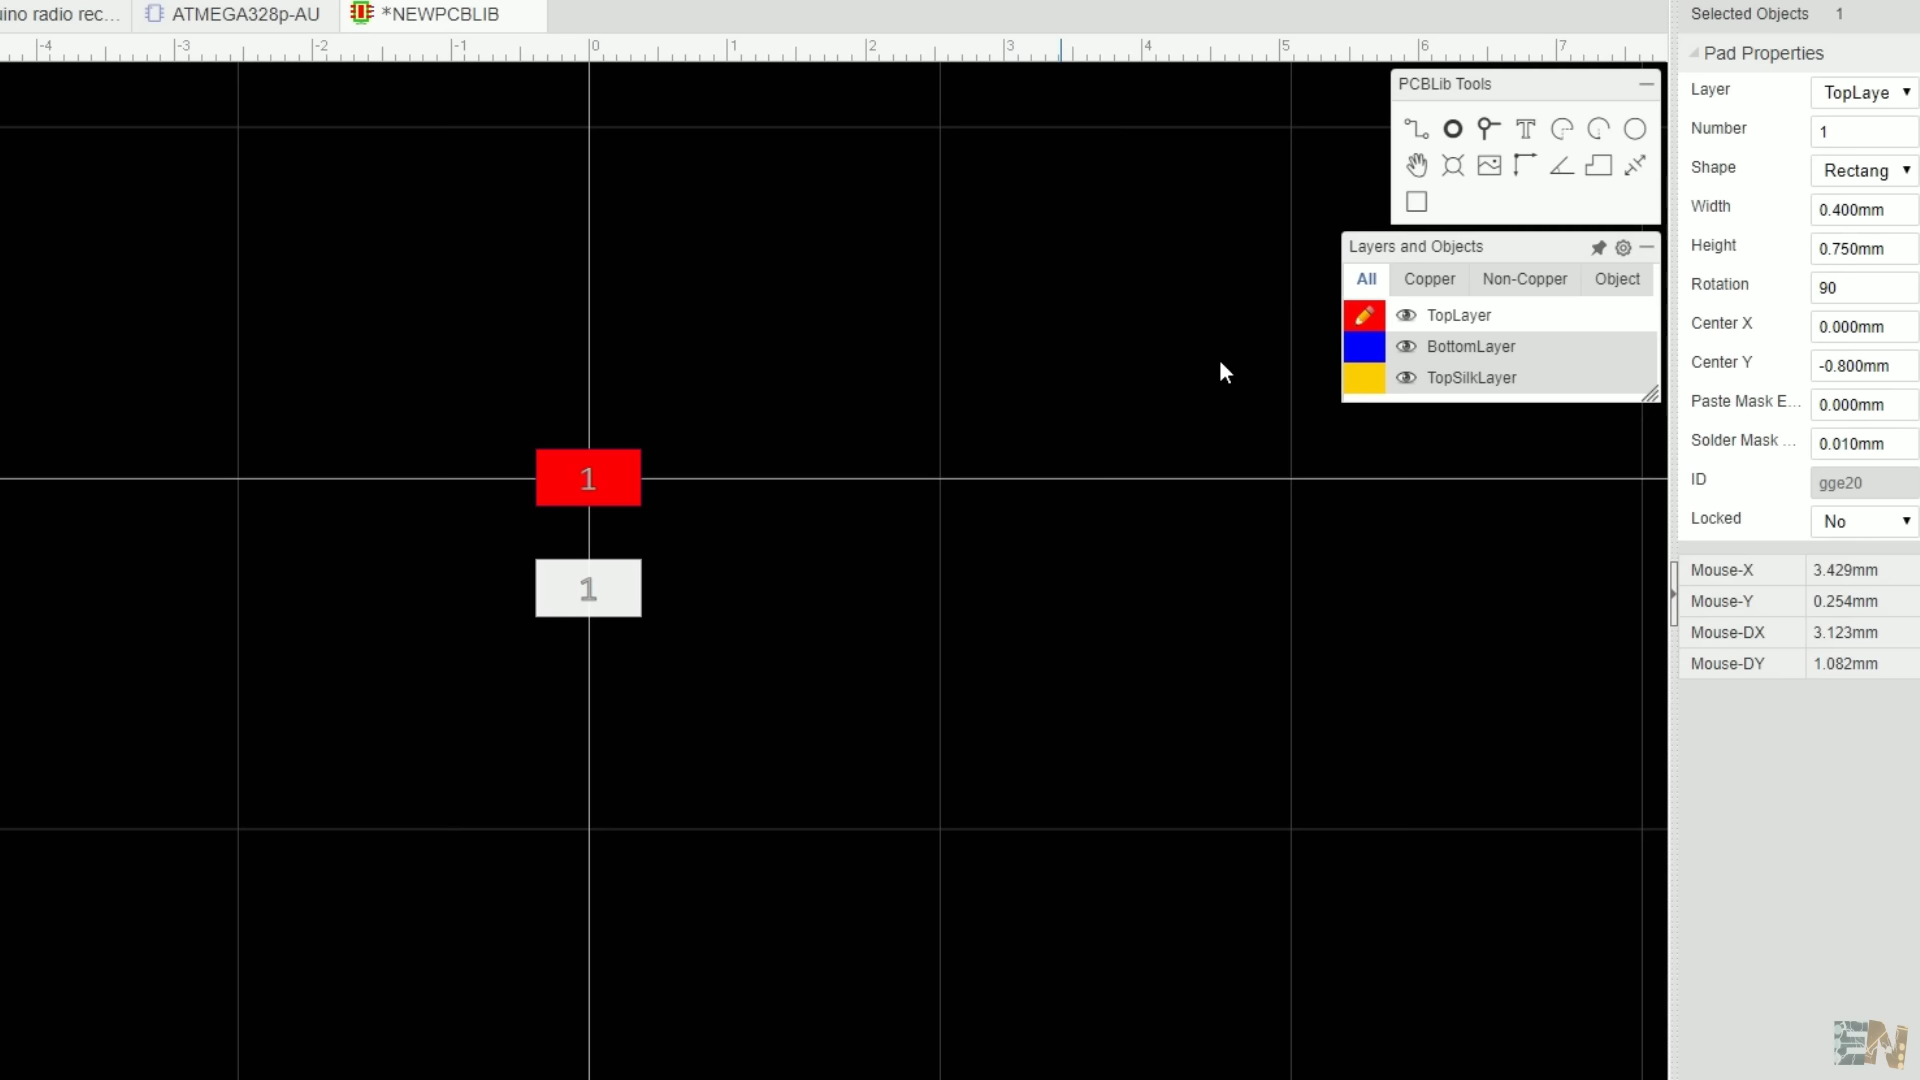 ino radio rec...
ATMEGA328p-AU
*NEWPCBLIB
-4 -3 -2 -1 0 1 2 3 4 5 6 7
PCBLib Tools
Layers and Objects
All Copper Non-Copper Object
TopLayer
BottomLayer
TopSilkLayer
1
1
Selected Objects 1
Pad Properties
Layer TopLaye
Number 1
Shape Rectang
Width 0.400mm
Height 0.750mm
Rotation 90
Center X 0.000mm
Center Y -0.800mm
Paste Mask E... 0.000mm
Solder Mask ... 0.010mm
ID gge20
Locked No
Mouse-X 3.429mm
Mouse-Y 0.254mm
Mouse-DX 3.123mm
Mouse-DY 1.082mm
EN